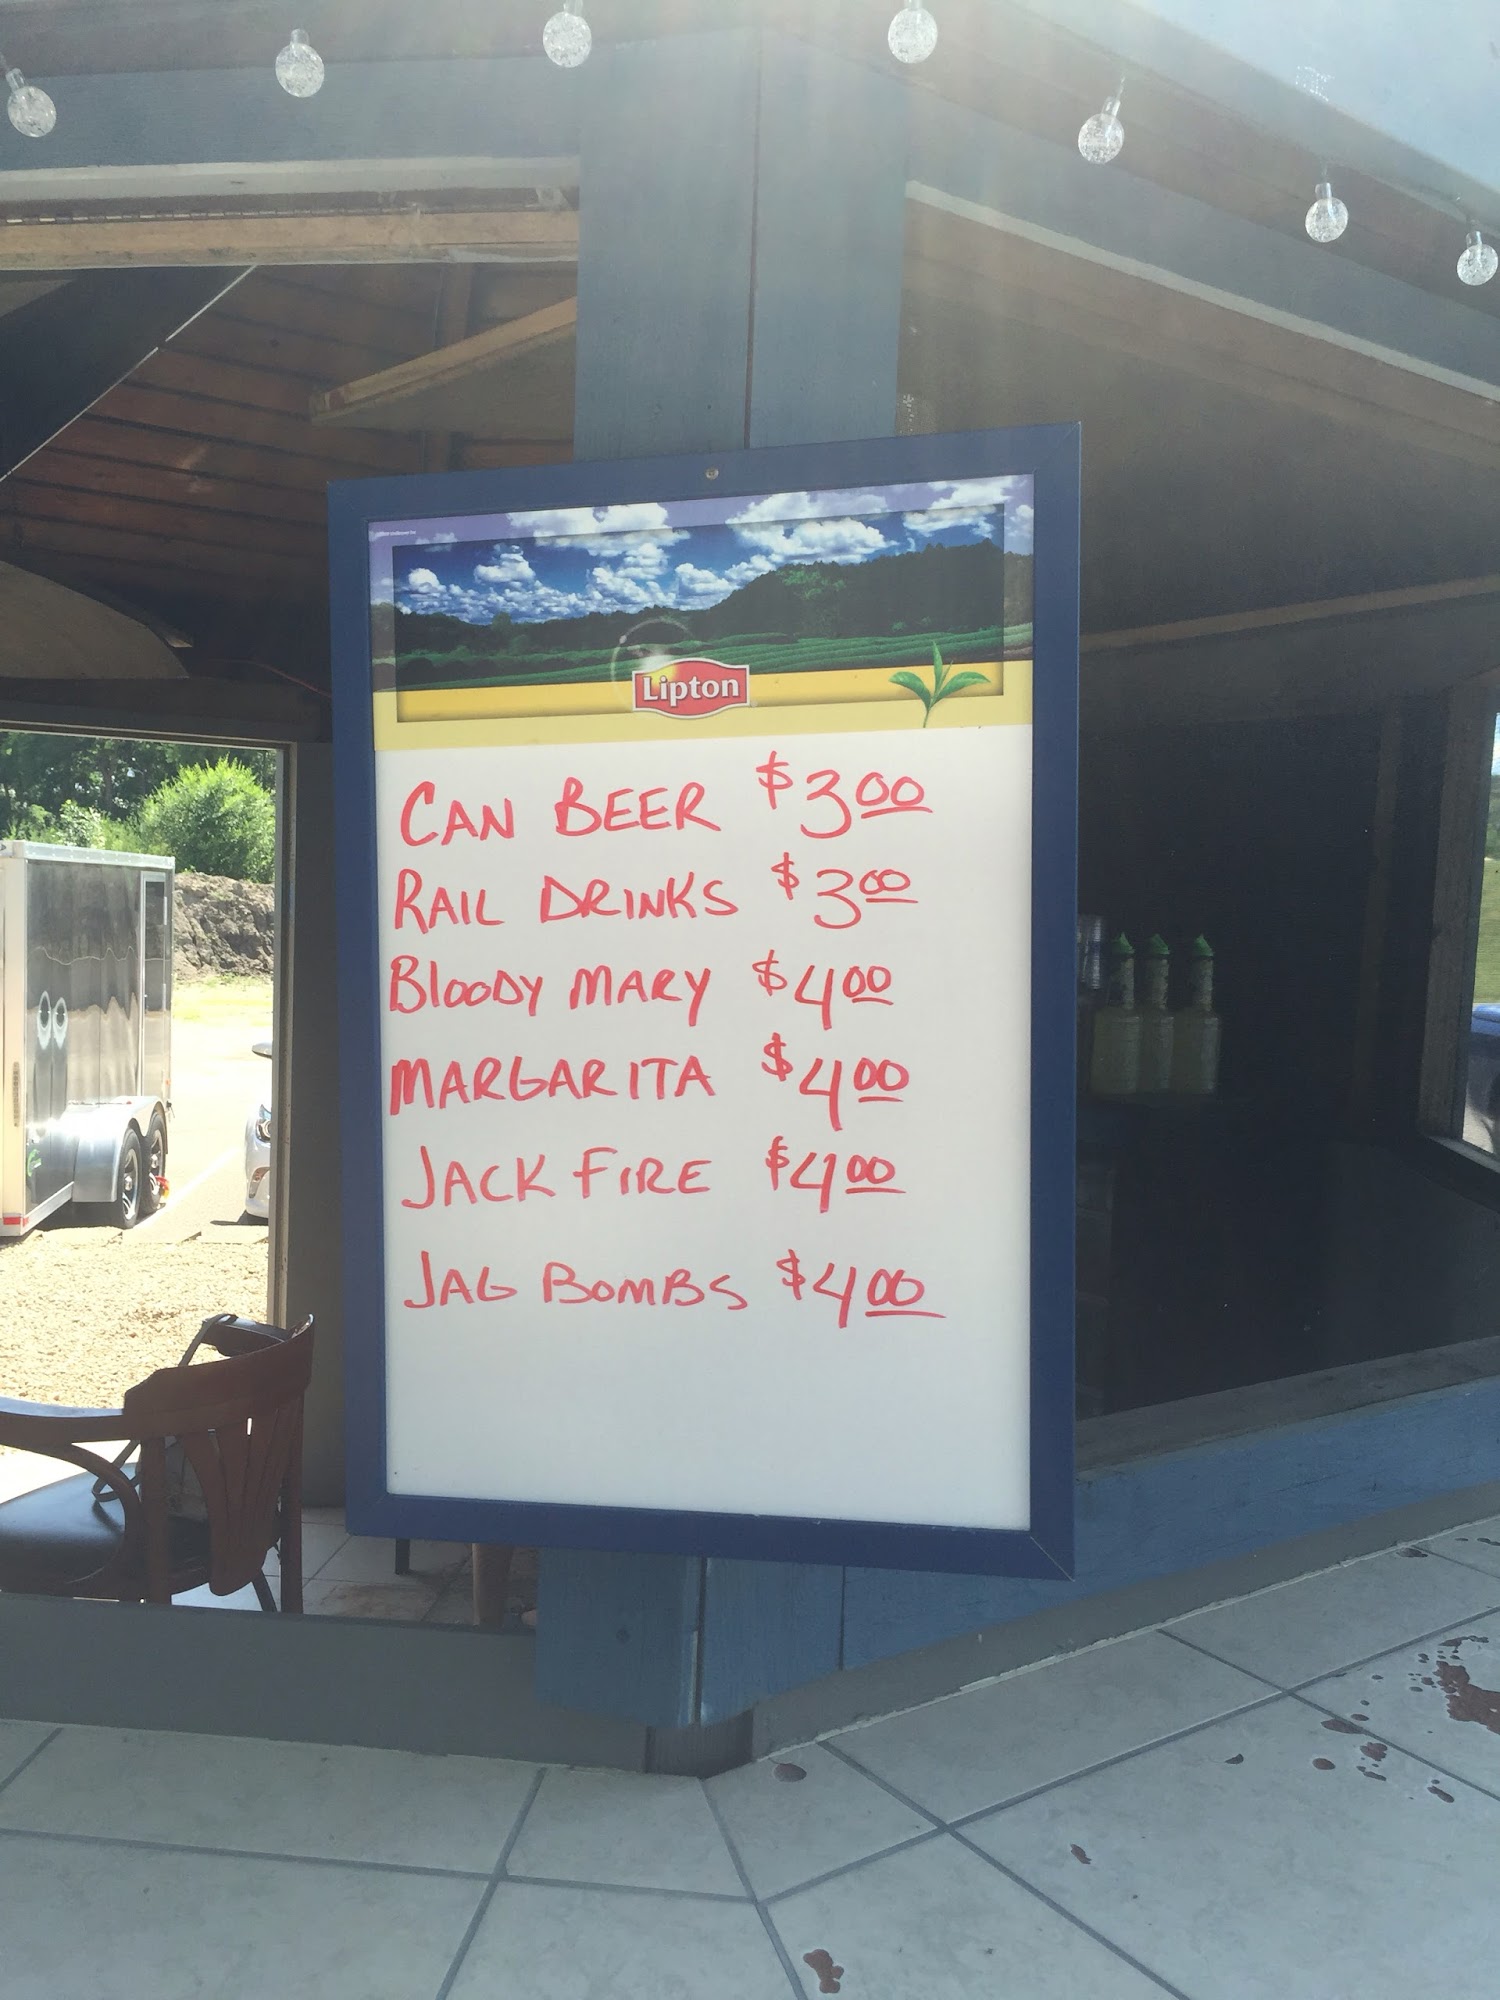 Lipton
CAN BEER $3.00
RAIL DRINKS $3.00
Bloody MARY $4.00
MARGARITA $4.00
JACK FIRE $4.00
JAG BOMBS $4.00